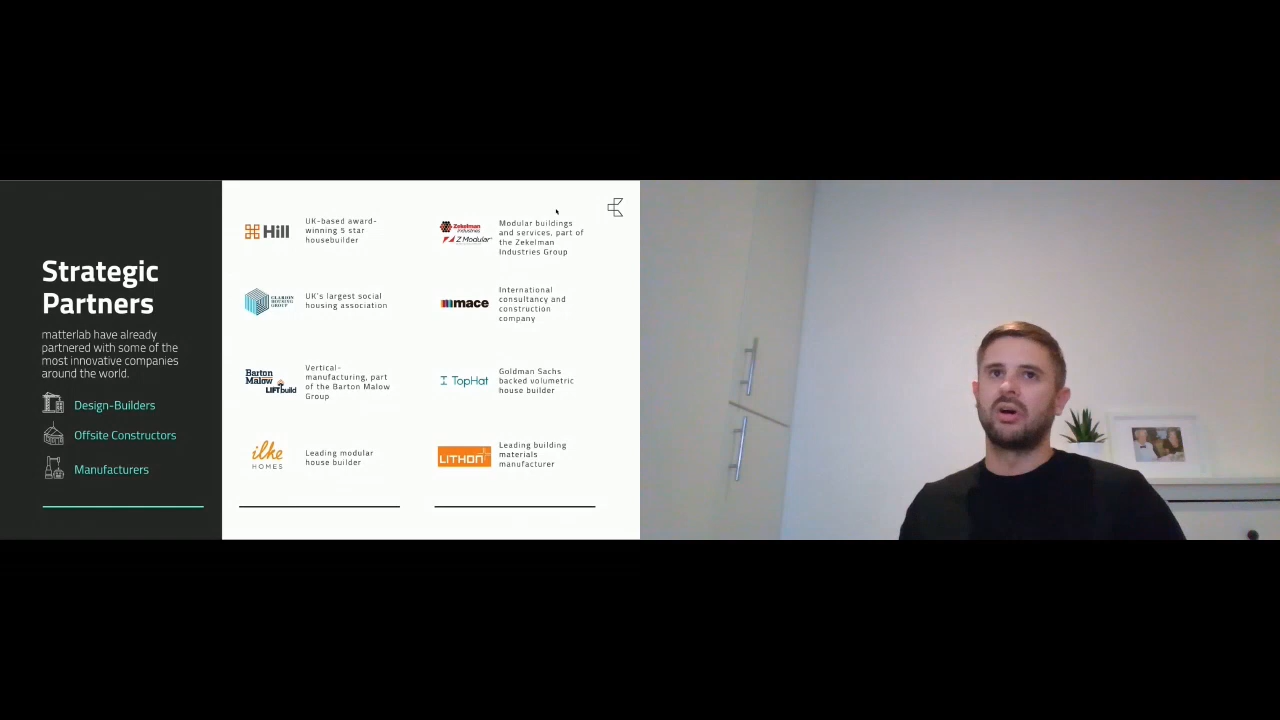 Strategic
Partners
matterlab have already
partnered with some of the
most innovative companies
around the world.
Design-Builders
Offsite Constructors
Manufacturers
Hill
UK-based award-
winning 5 star
housebuilder
CLARION
HOUSING
GROUP
UK's largest social
housing association
Barton
Malow
LIFTbuild
Vertical-
manufacturing, part
of the Barton Malow
Group
ilke
HOMES
Leading modular
house builder
Zekelman
Industries
Z Modular
Modular buildings
and services, part of
the Zekelman
Industries Group
mace
International
consultancy and
construction
company
TopHat
Goldman Sachs
backed volumetric
house builder
LITHON
Leading building
materials
manufacturer